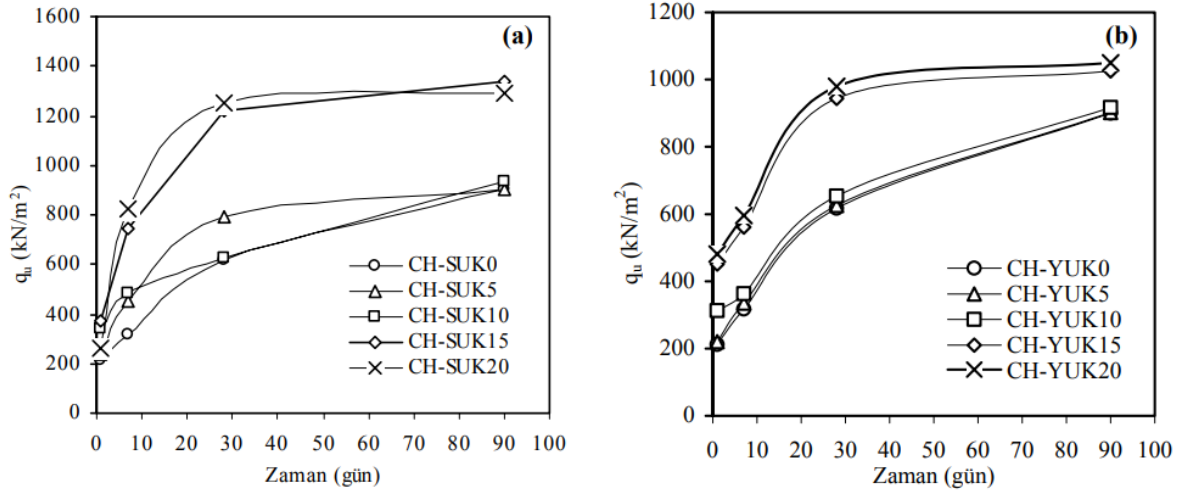 (a)
qu (kN/m²)
1600
1400
1200
1000
800
600
400
200
0
0 10 20 30 40 50 60 70 80 90 100
Zaman (gün)
CH-SUK0
CH-SUK5
CH-SUK10
CH-SUK15
CH-SUK20
(b)
qu (kN/m²)
1200
1000
800
600
400
200
0
0 10 20 30 40 50 60 70 80 90 100
Zaman (gün)
CH-YUK0
CH-YUK5
CH-YUK10
CH-YUK15
CH-YUK20